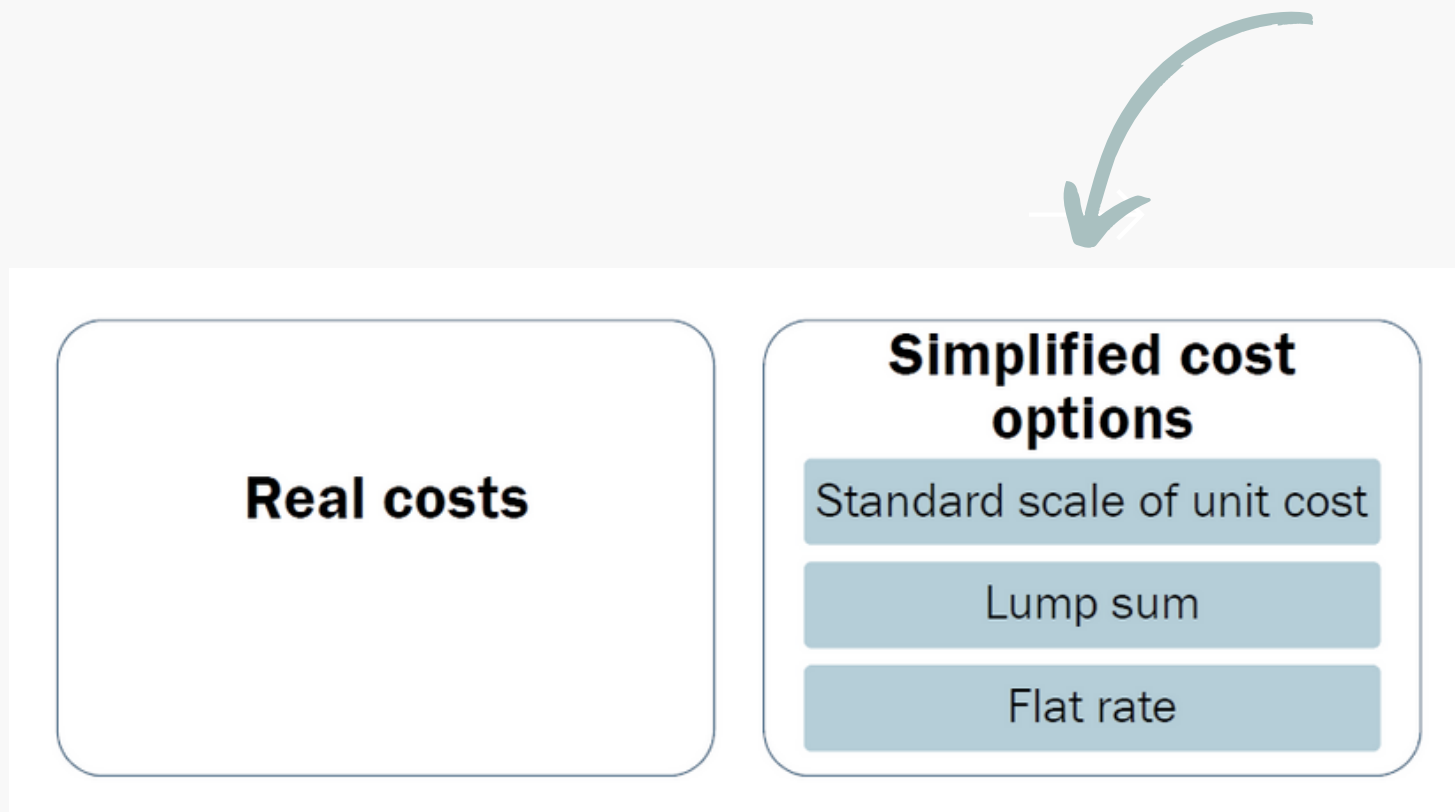 Real costs
Simplified cost
options
Standard scale of unit cost
Lump sum
Flat rate